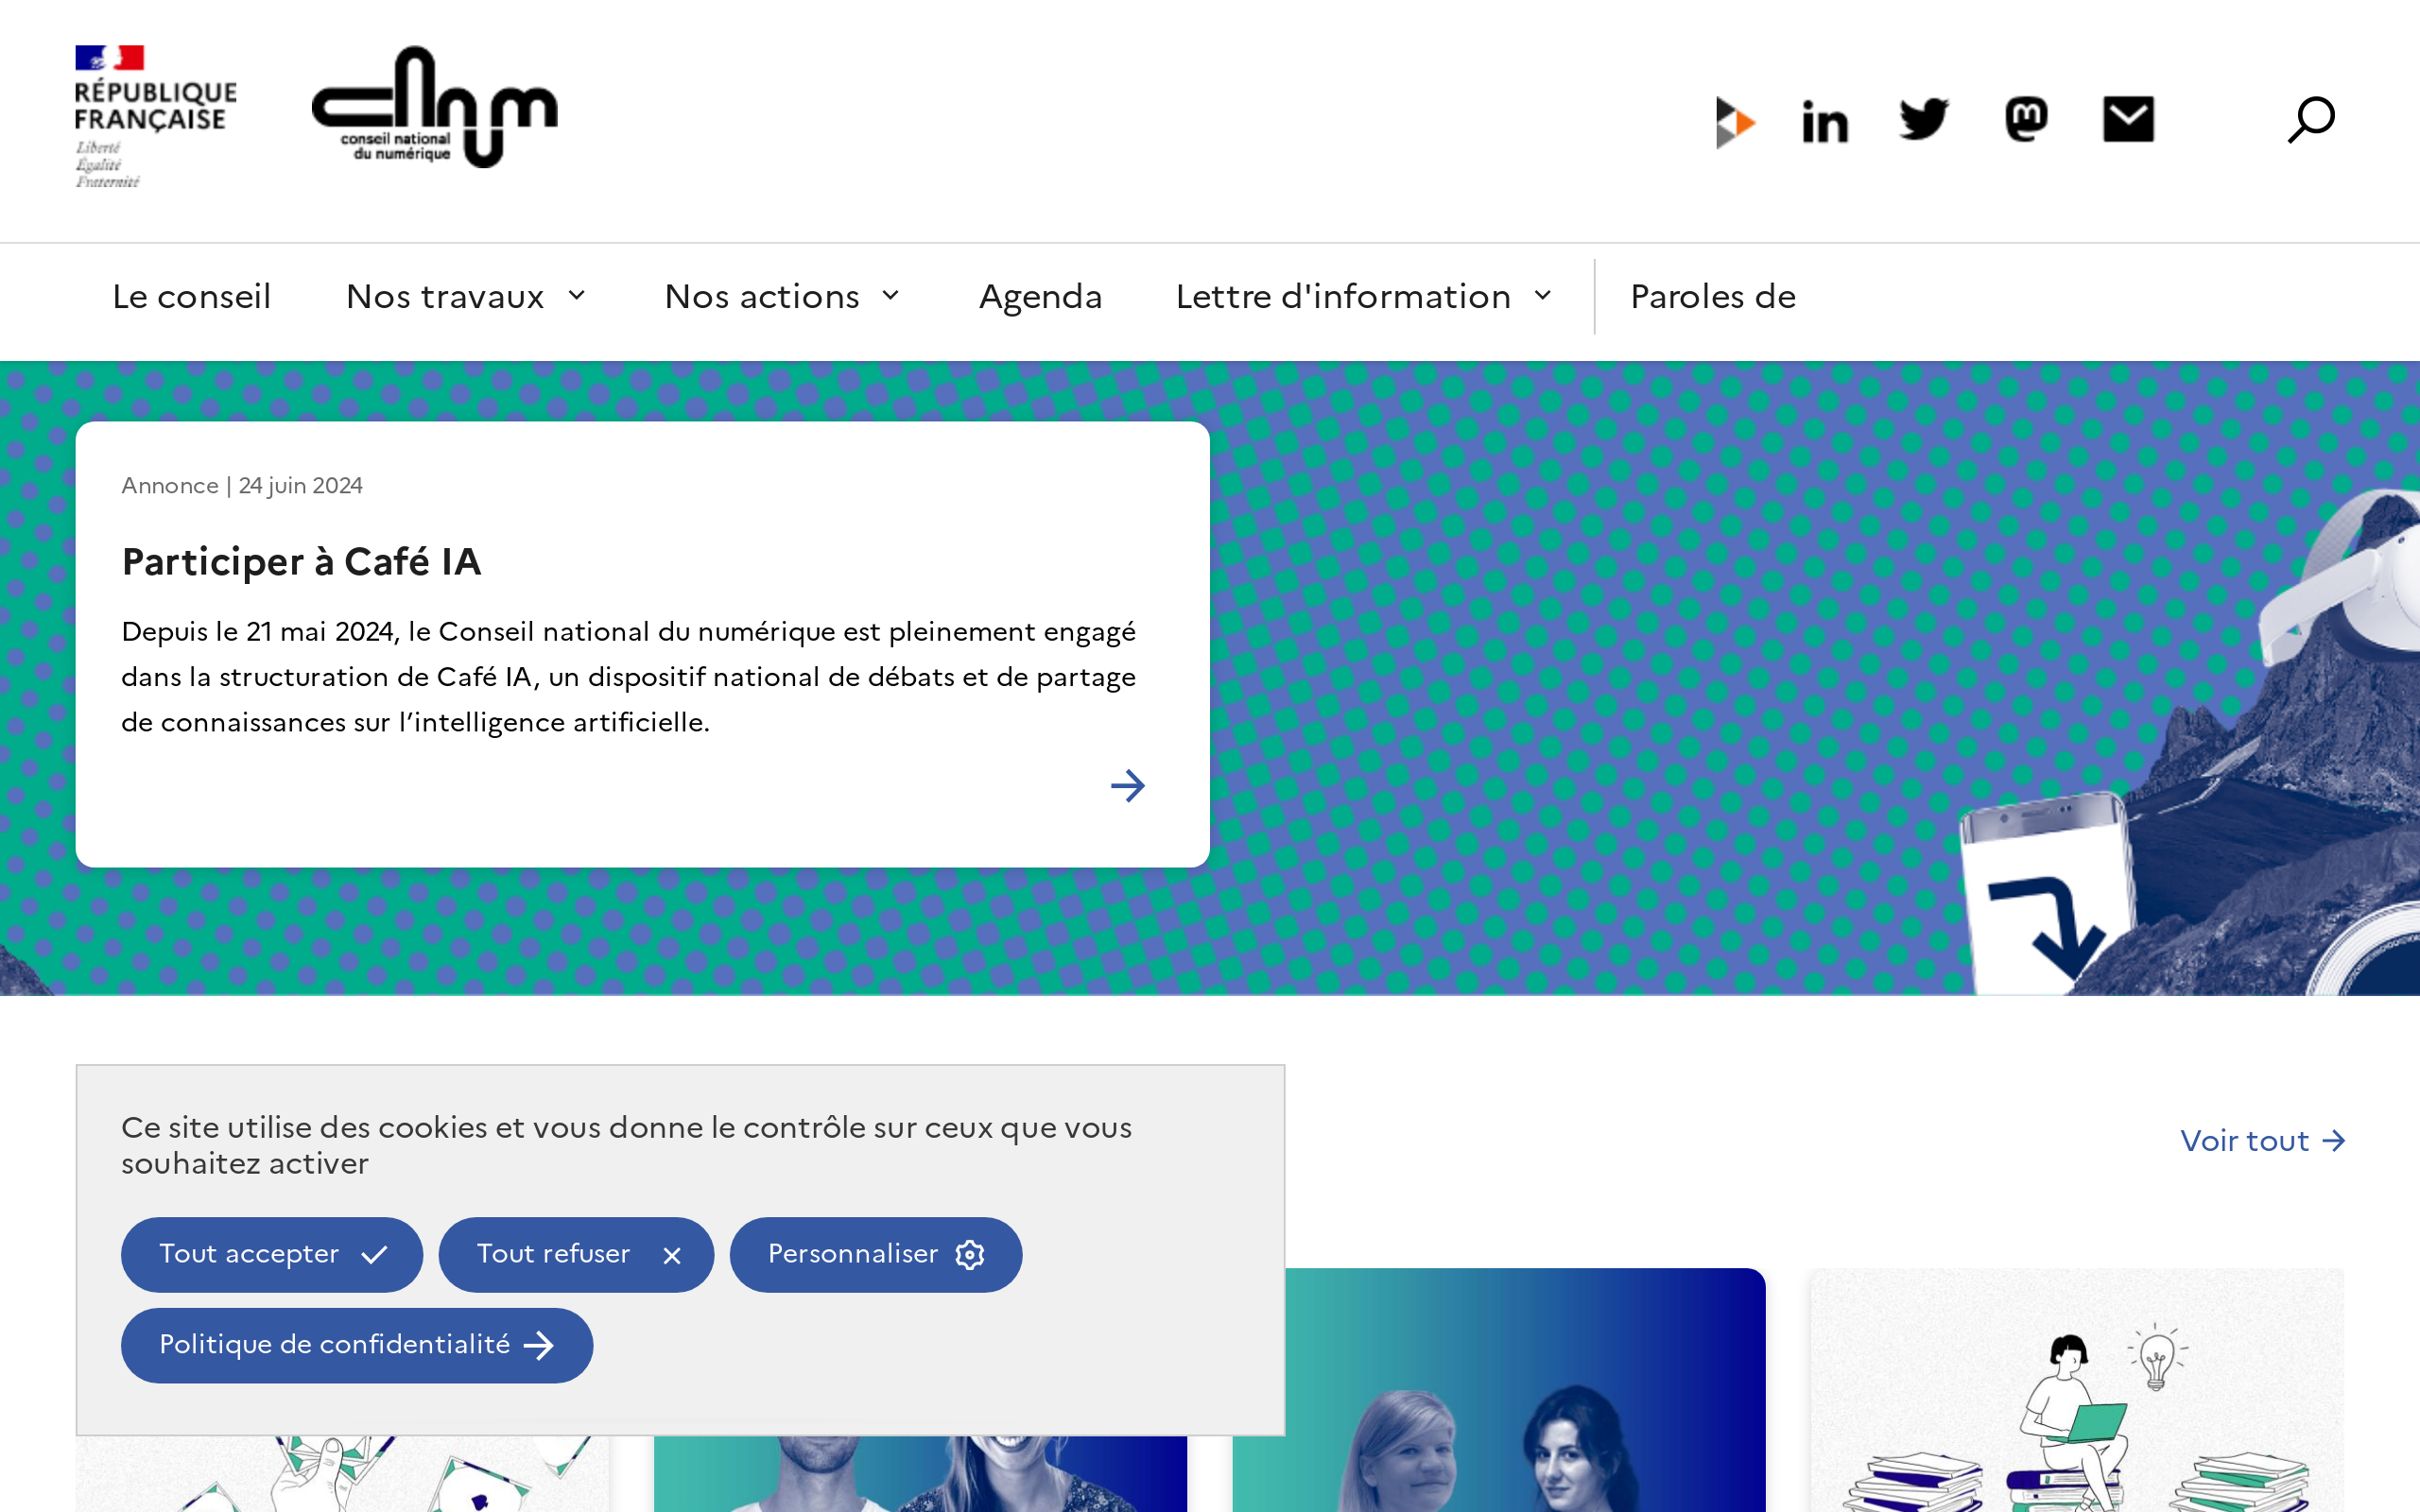 RÉPUBLIQUE
FRANÇAISE
Liberté
Égalité
Fraternité
cnnum
conseil national
du numérique
in
Le conseil
Nos travaux
Nos actions
Agenda
Lettre d'information
Paroles de
Annonce | 24 juin 2024
Participer à Café IA
Depuis le 21 mai 2024, le Conseil national du numérique est pleinement engagé
dans la structuration de Café IA, un dispositif national de débats et de partage
de connaissances sur l’intelligence artificielle.
Ce site utilise des cookies et vous donne le contrôle sur ceux que vous
souhaitez activer
Voir tout
Tout accepter
Tout refuser
Personnaliser
Politique de confidentialité